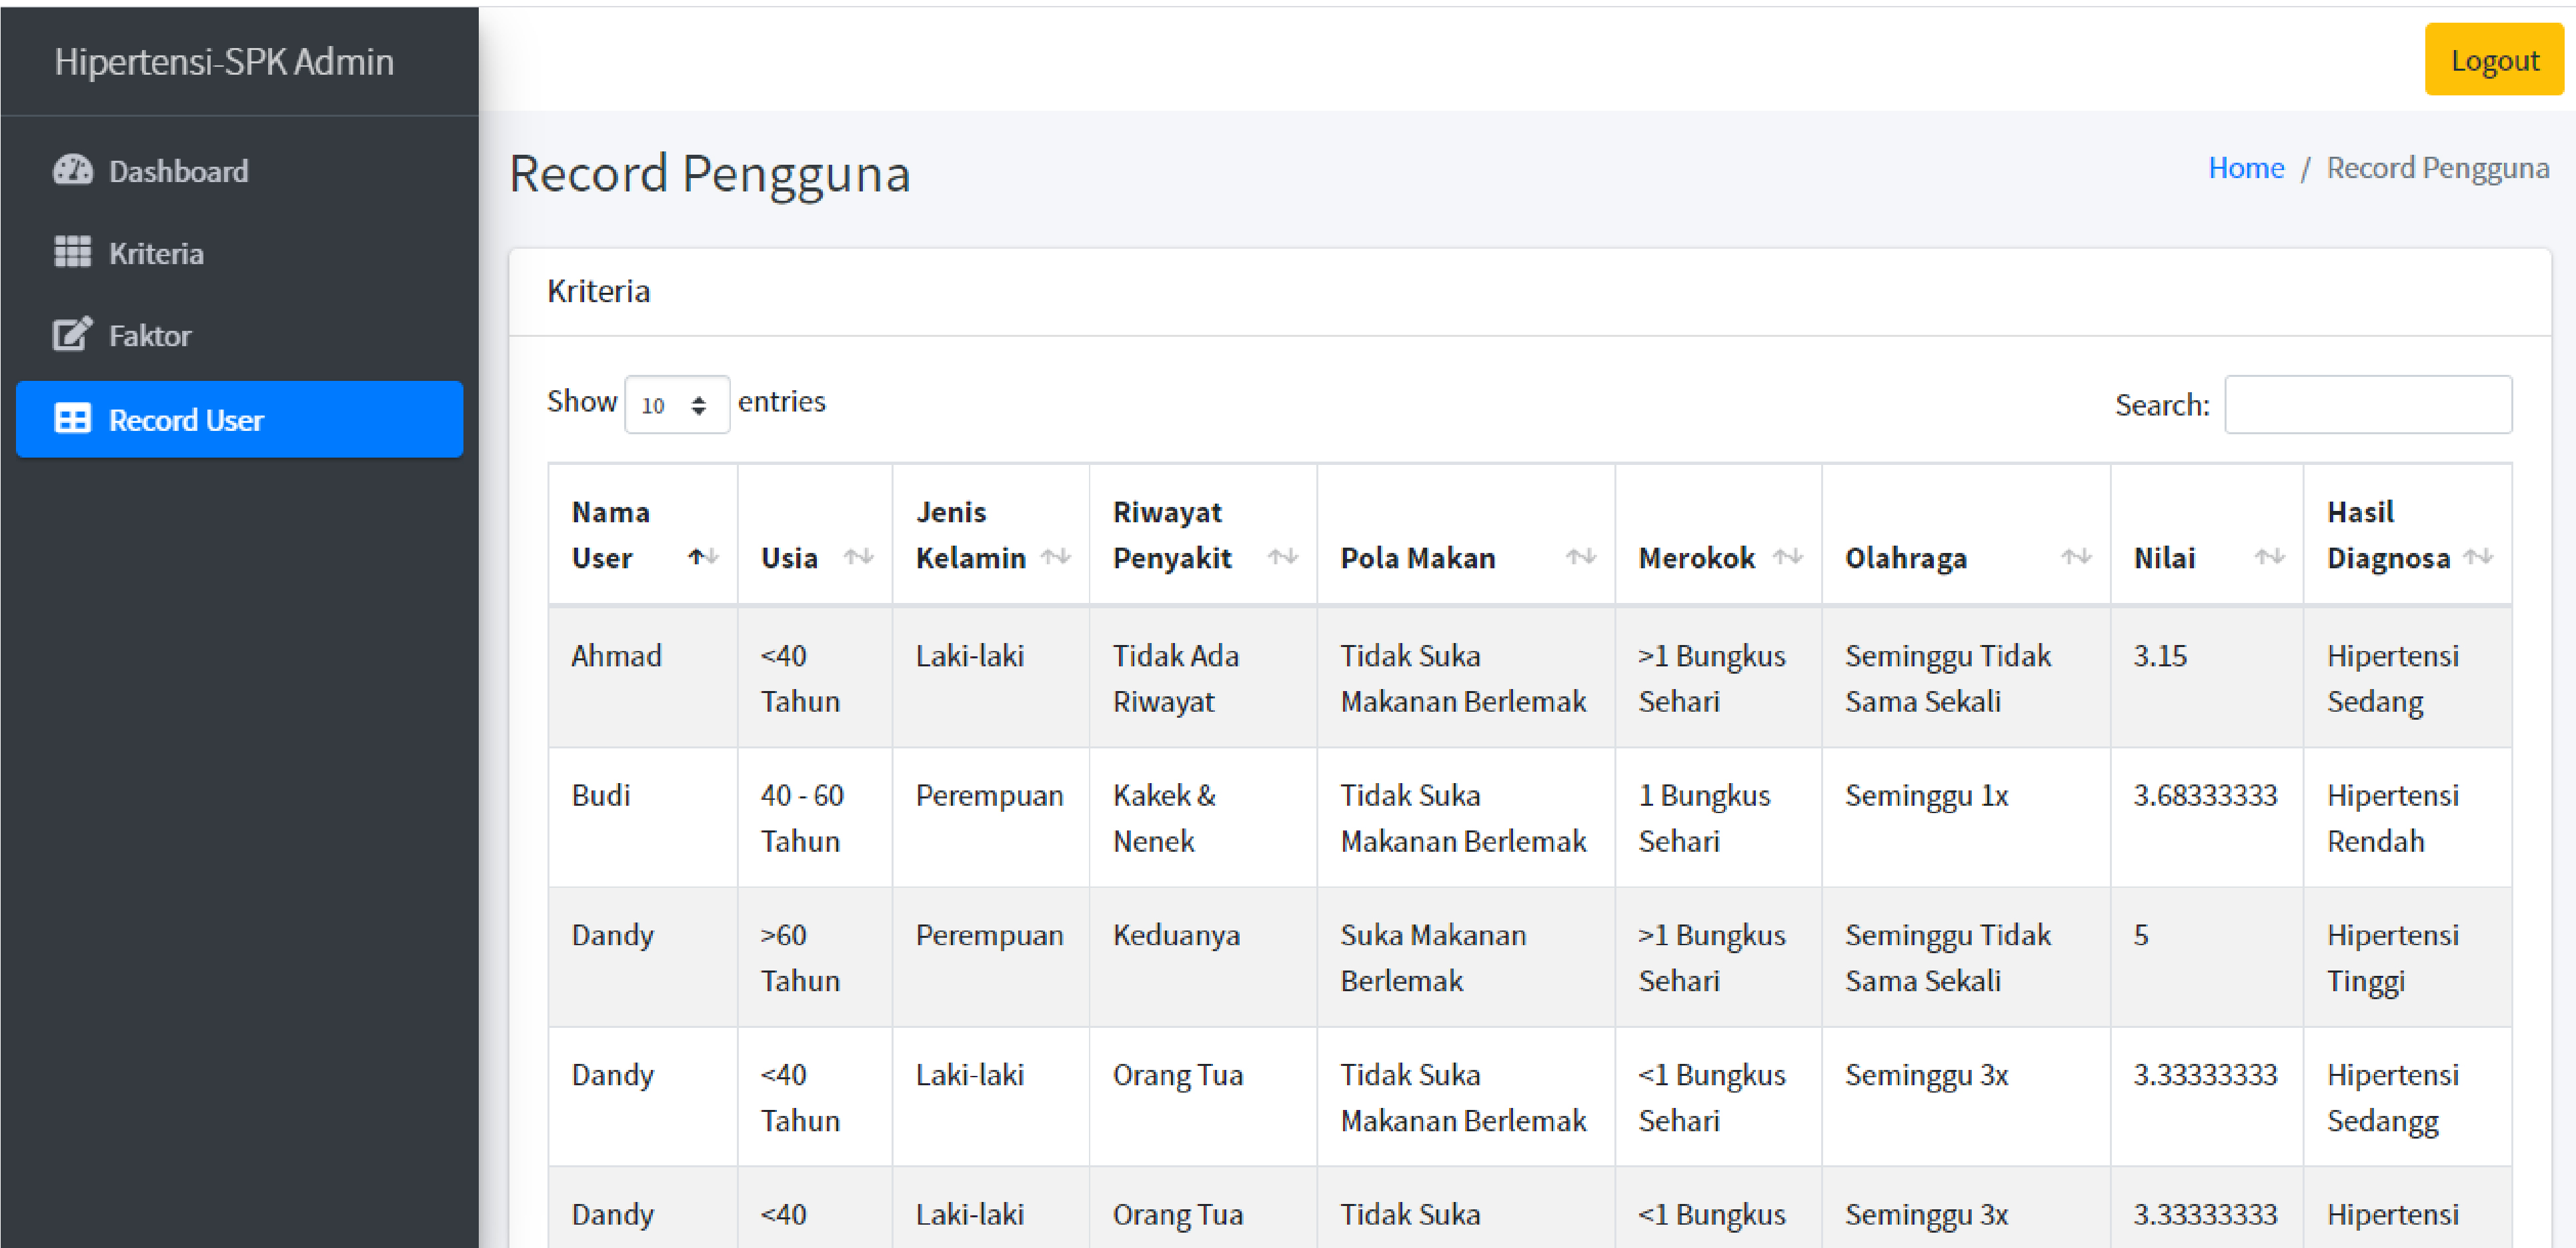 Hipertensi-SPK Admin
Logout
Dashboard
Kriteria
Faktor
Record User
Record Pengguna
Home / Record Pengguna
Kriteria
Show 10 entries
Search:
Nama User
Usia
Jenis Kelamin
Riwayat Penyakit
Pola Makan
Merokok
Olahraga
Nilai
Hasil Diagnosa
Ahmad
<40 Tahun
Laki-laki
Tidak Ada Riwayat
Tidak Suka Makanan Berlemak
>1 Bungkus Sehari
Seminggu Tidak Sama Sekali
3.15
Hipertensi Sedang
Budi
40 - 60 Tahun
Perempuan
Kakek & Nenek
Tidak Suka Makanan Berlemak
1 Bungkus Sehari
Seminggu 1x
3.68333333
Hipertensi Rendah
Dandy
>60 Tahun
Perempuan
Keduanya
Suka Makanan Berlemak
>1 Bungkus Sehari
Seminggu Tidak Sama Sekali
5
Hipertensi Tinggi
Dandy
<40 Tahun
Laki-laki
Orang Tua
Tidak Suka Makanan Berlemak
<1 Bungkus Sehari
Seminggu 3x
3.33333333
Hipertensi Sedangg
Dandy
<40
Laki-laki
Orang Tua
Tidak Suka
<1 Bungkus
Seminggu 3x
3.33333333
Hipertensi